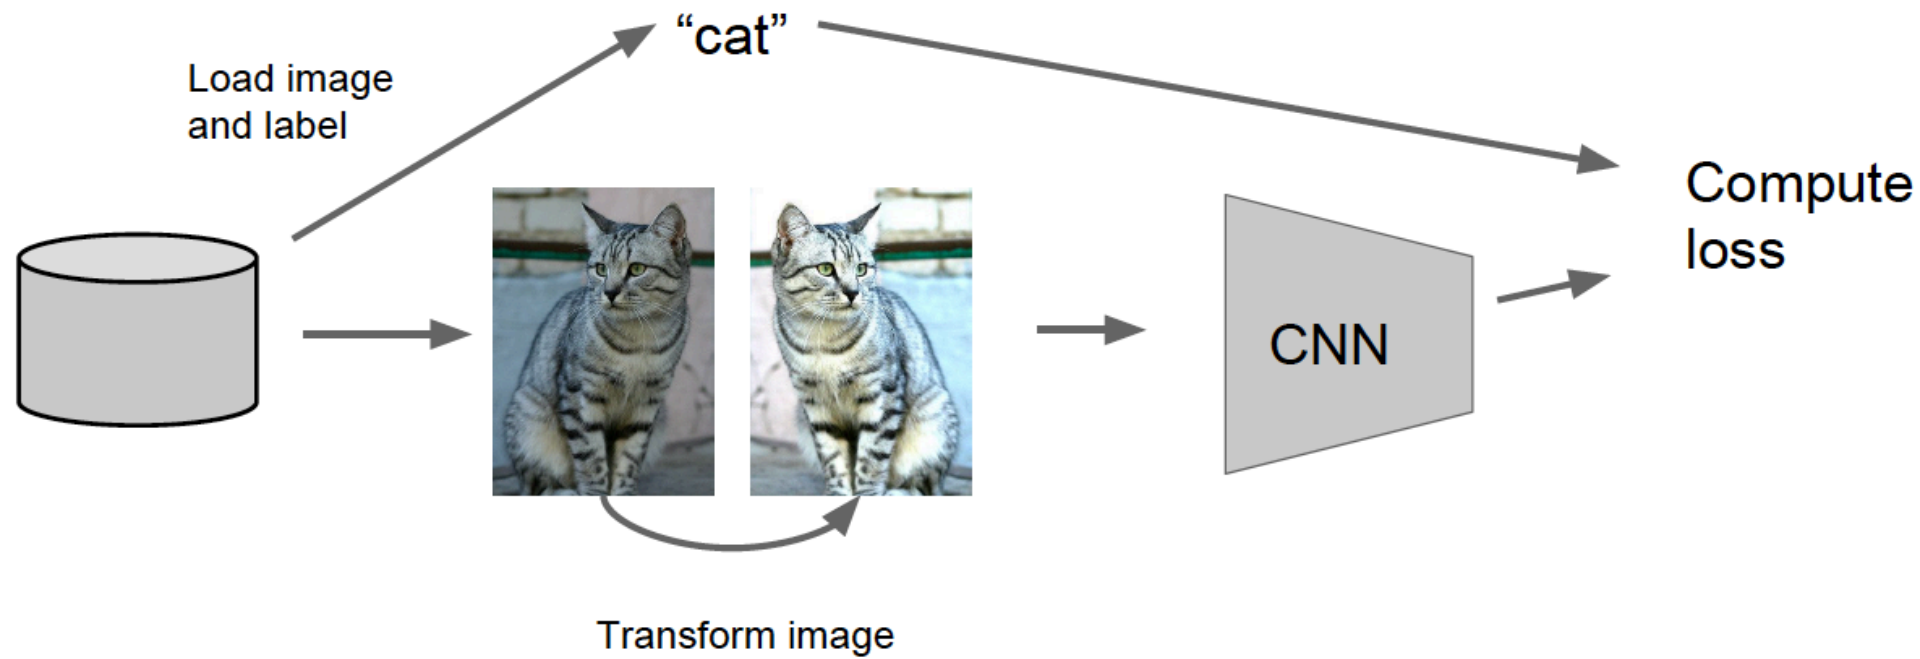 “cat”
Load image
and label
Compute
loss
CNN
Transform image